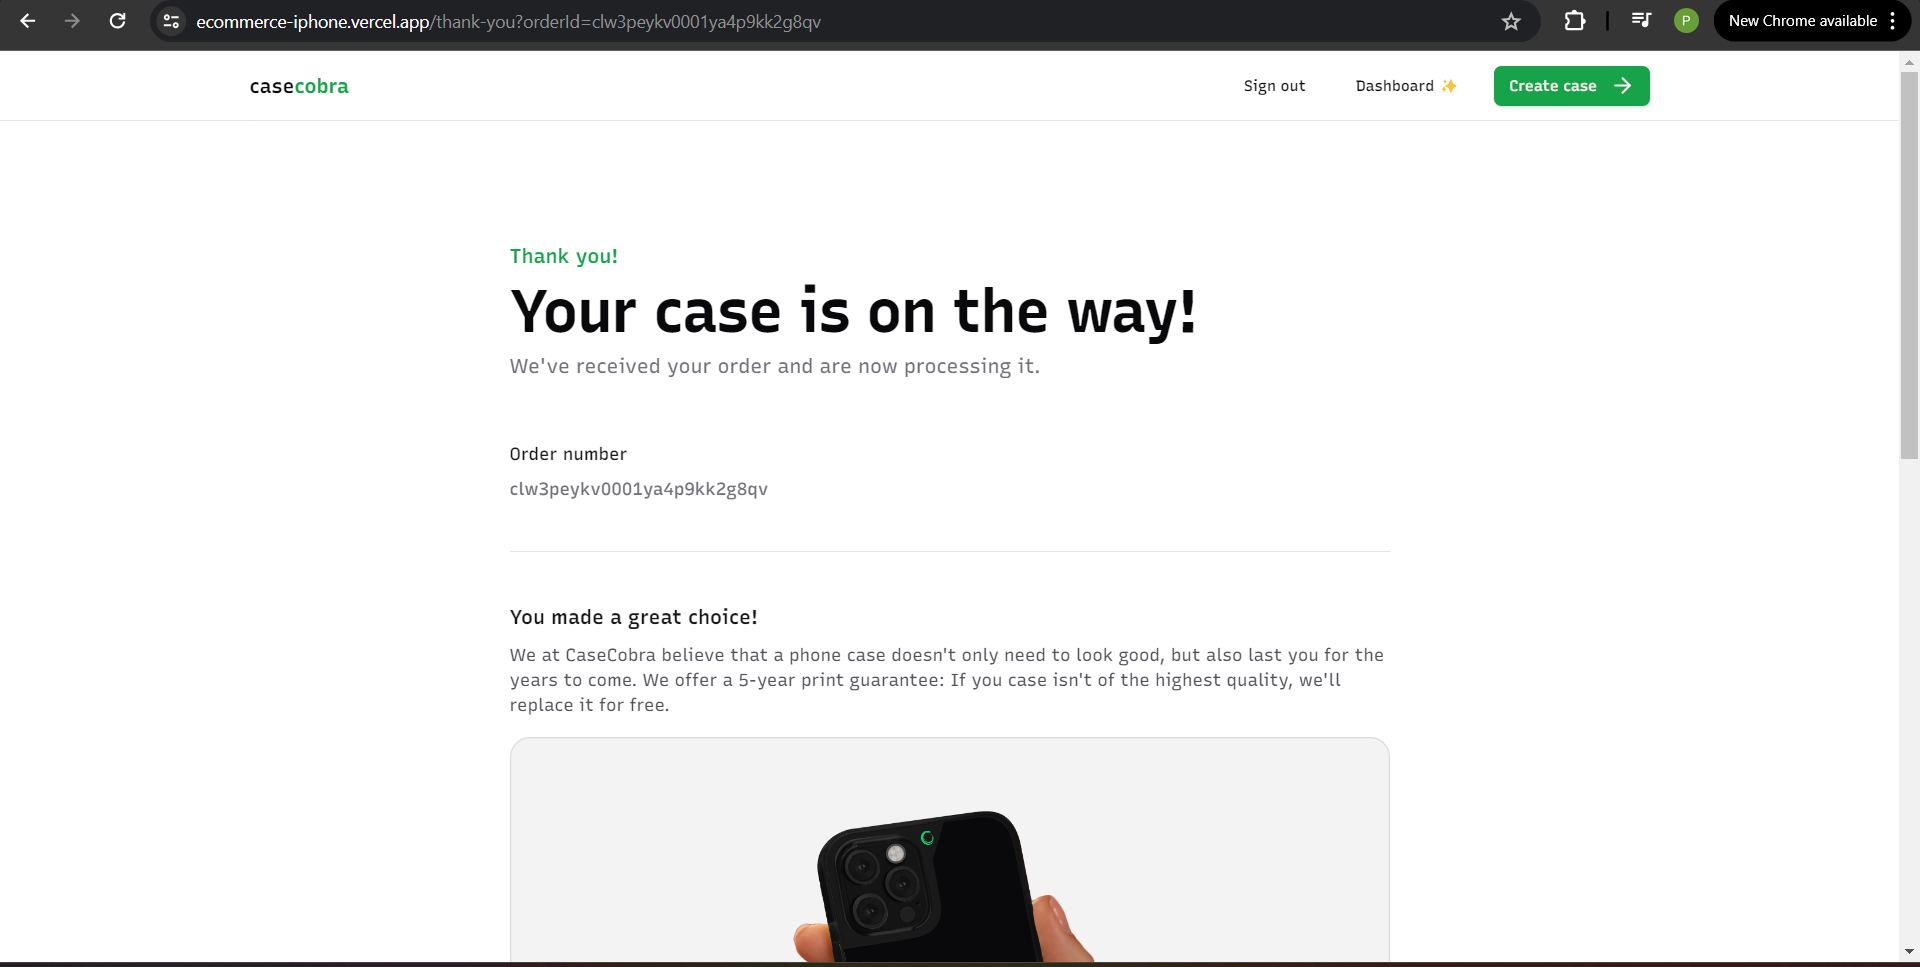 ecommerce-iphone.vercel.app/thank-you?orderId=clw3peykv0001ya4p9kk2g8qv
P
New Chrome available
casecobra
Sign out
Dashboard ✨
Create case →
Thank you!
Your case is on the way!
We've received your order and are now processing it.
Order number
clw3peykv0001ya4p9kk2g8qv
You made a great choice!
We at CaseCobra believe that a phone case doesn't only need to look good, but also last you for the
years to come. We offer a 5-year print guarantee: If you case isn't of the highest quality, we'll
replace it for free.